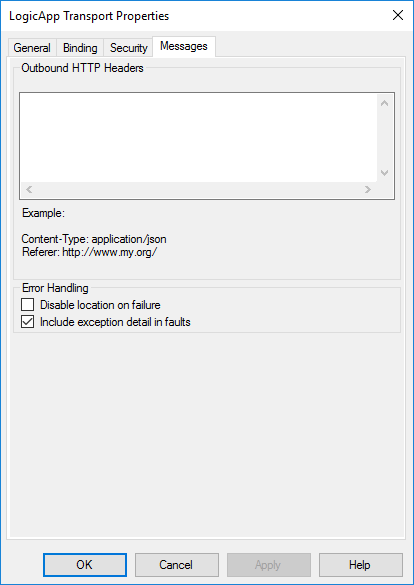 LogicApp Transport Properties
General Binding Security Messages
Outbound HTTP Headers
Example:
Content-Type: application/json
Referer: http://www.my.org/
Error Handling
Disable location on failure
Include exception detail in faults
OK Cancel Apply Help